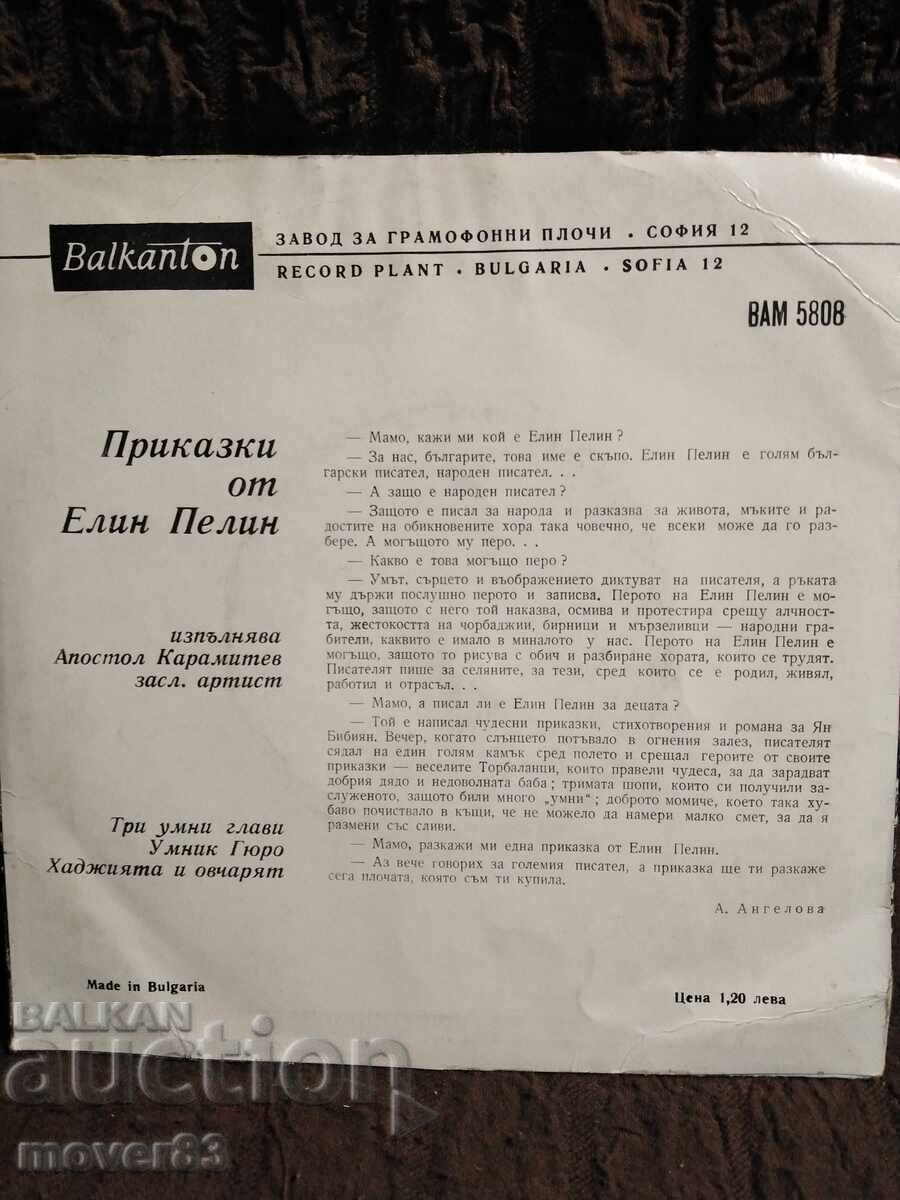 Balkanton
ЗАВОД ЗА ГРАМОФОННИ ПЛОЧИ . СОФИЯ 12
RECORD PLANT . BULGARIA . SOFIA 12
ВАМ 5808
Приказки
от
Елин Пелин
изпълнява
Апостол Карамитев
засл. артист
Три умни глави
Умник Гюро
Хаджията и овчарят
— Мамо, кажи ми кой е Елин Пелин?
— За нас, българите, това име е скъпо. Елин Пелин е голям бъл-
гарски писател, народен писател. . .
— А защо е народен писател?
— Защото е писал за народа и разказва за живота, мъките и ра-
достите на обикновените хора така човечно, че всеки може да го раз-
бере. А могъщото му перо. . .
— Какво е това могъщо перо?
— Умът, сърцето и въображението диктуват на писателя, а ръката
му държи послушно перото и записва. Перото на Елин Пелин е мо-
гъщо, защото с него той наказва, осмива и протестира срещу алчност-
та, жестокостта на чорбаджии, бирници и мързеливци — народни гра-
бители, каквито е имало в миналото у нас. Перото на Елин Пелин е
могъщо, защото то рисува с обич и разбиране хората, които се трудят.
Писателят пише за селяните, за тези, сред които се е родил, живял,
работил и отрасъл. . .
— Мамо, а писал ли е Елин Пелин за децата?
— Той е написал чудесни приказки, стихотворения и романа за Ян
Бибиян. Вечер, когато слънцето потъвало в огнения залез, писателят
сядал на един голям камък сред полето и срещал героите от своите
приказки — веселите Торбаланци, които правели чудеса, за да зарадват
добрия дядо и недоволната баба; тримата шопи, които си получили за-
служеното, защото били много „умни“; доброто момиче, което така ху-
баво почиствало в къщи, че не можело да намери малко смет, за да я
размени със сливи.
— Мамо, разкажи ми една приказка от Елин Пелин.
— Аз вече говорих за големия писател, а приказка ще ти разкаже
сега плочата, която съм ти купила.
А. Ангелова
Made in Bulgaria
Цена 1,20 лева
BALKAN
auction
mover83